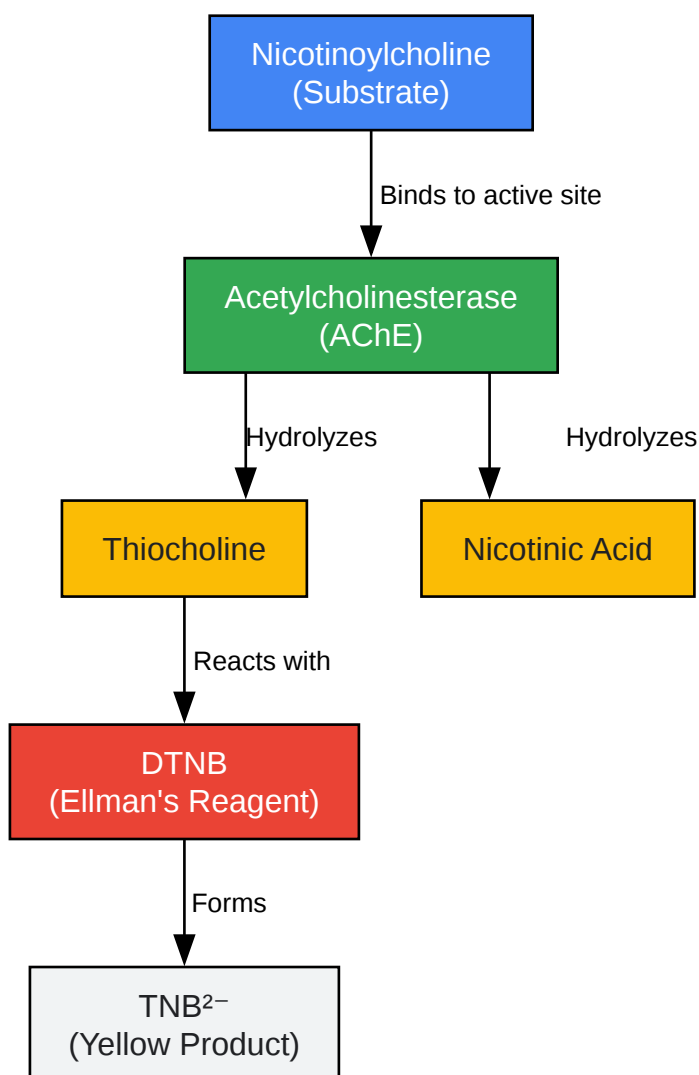 Nicotinoylcholine
(Substrate)
Binds to active site
Acetylcholinesterase
(AChE)
Hydrolyzes
Hydrolyzes
Thiocholine
Nicotinic Acid
Reacts with
DTNB
(Ellman's Reagent)
Forms
TNB²⁻
(Yellow Product)